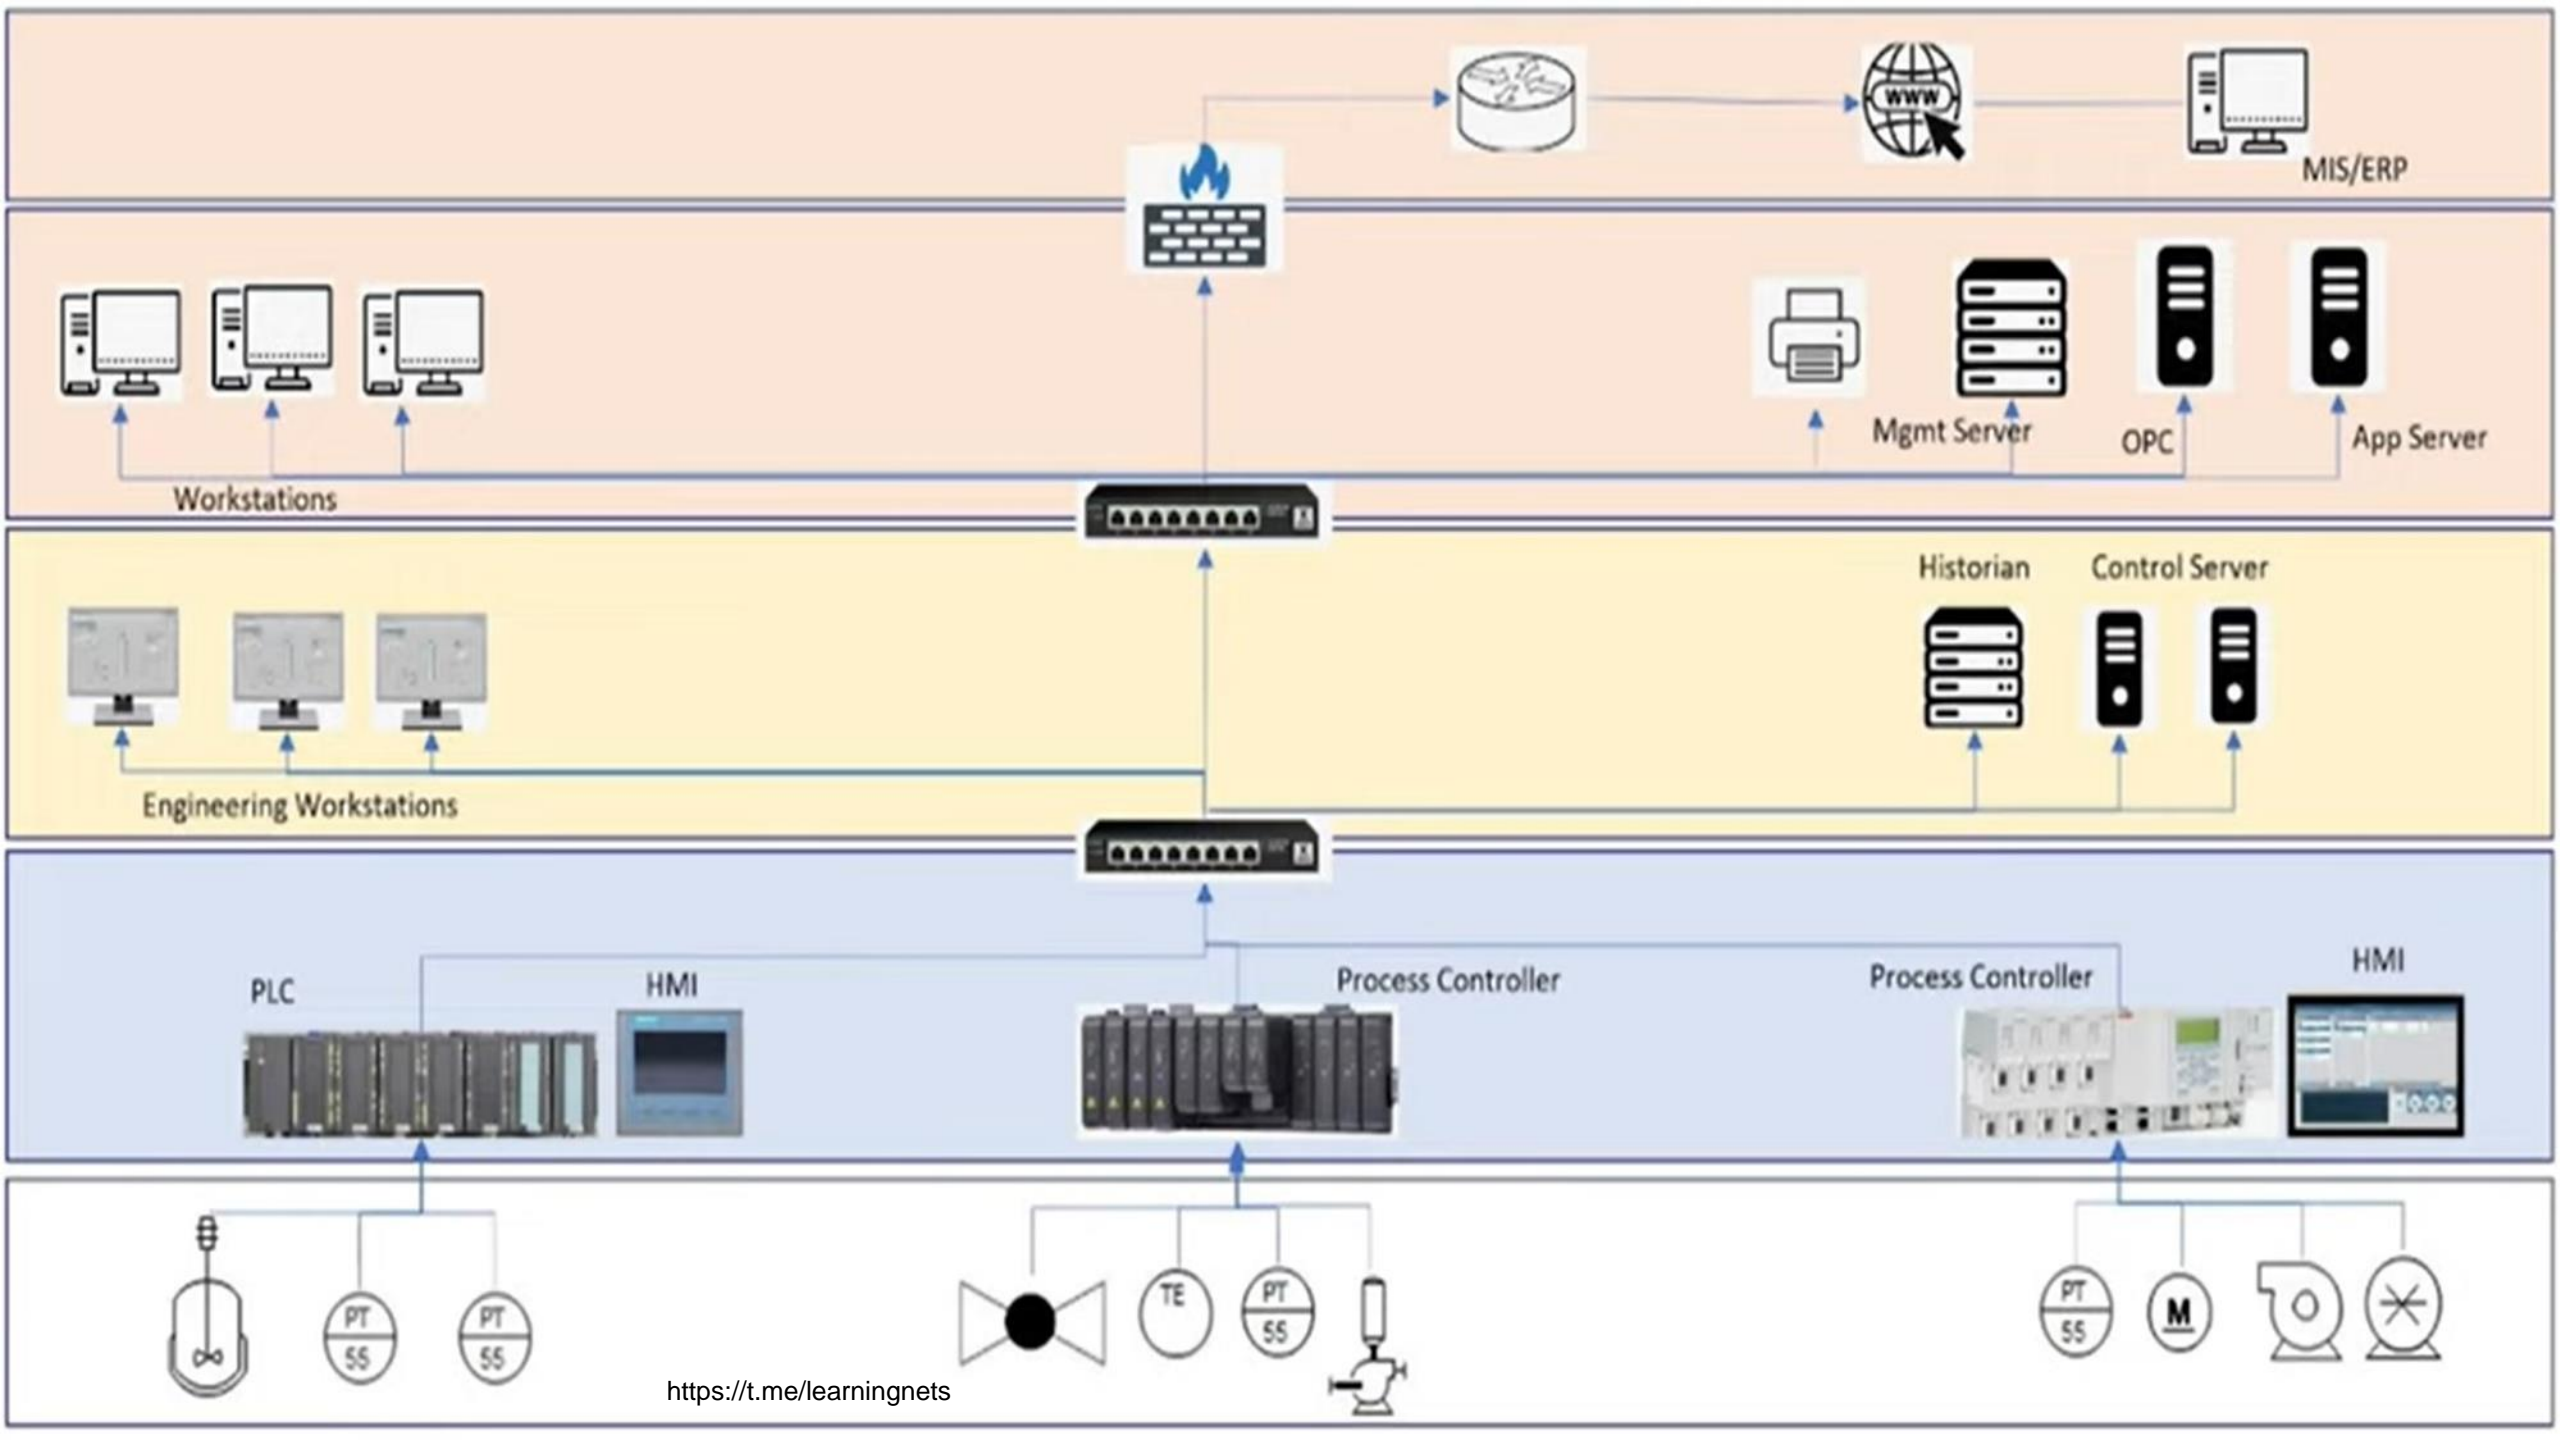 WWW
MIS/ERP
Mgmt Server
OPC
App Server
Workstations
Historian
Control Server
Engineering Workstations
PLC
HMI
Process Controller
Process Controller
HMI
PT
55
PT
55
TE
PT
55
PT
55
M
https://t.me/learningnets